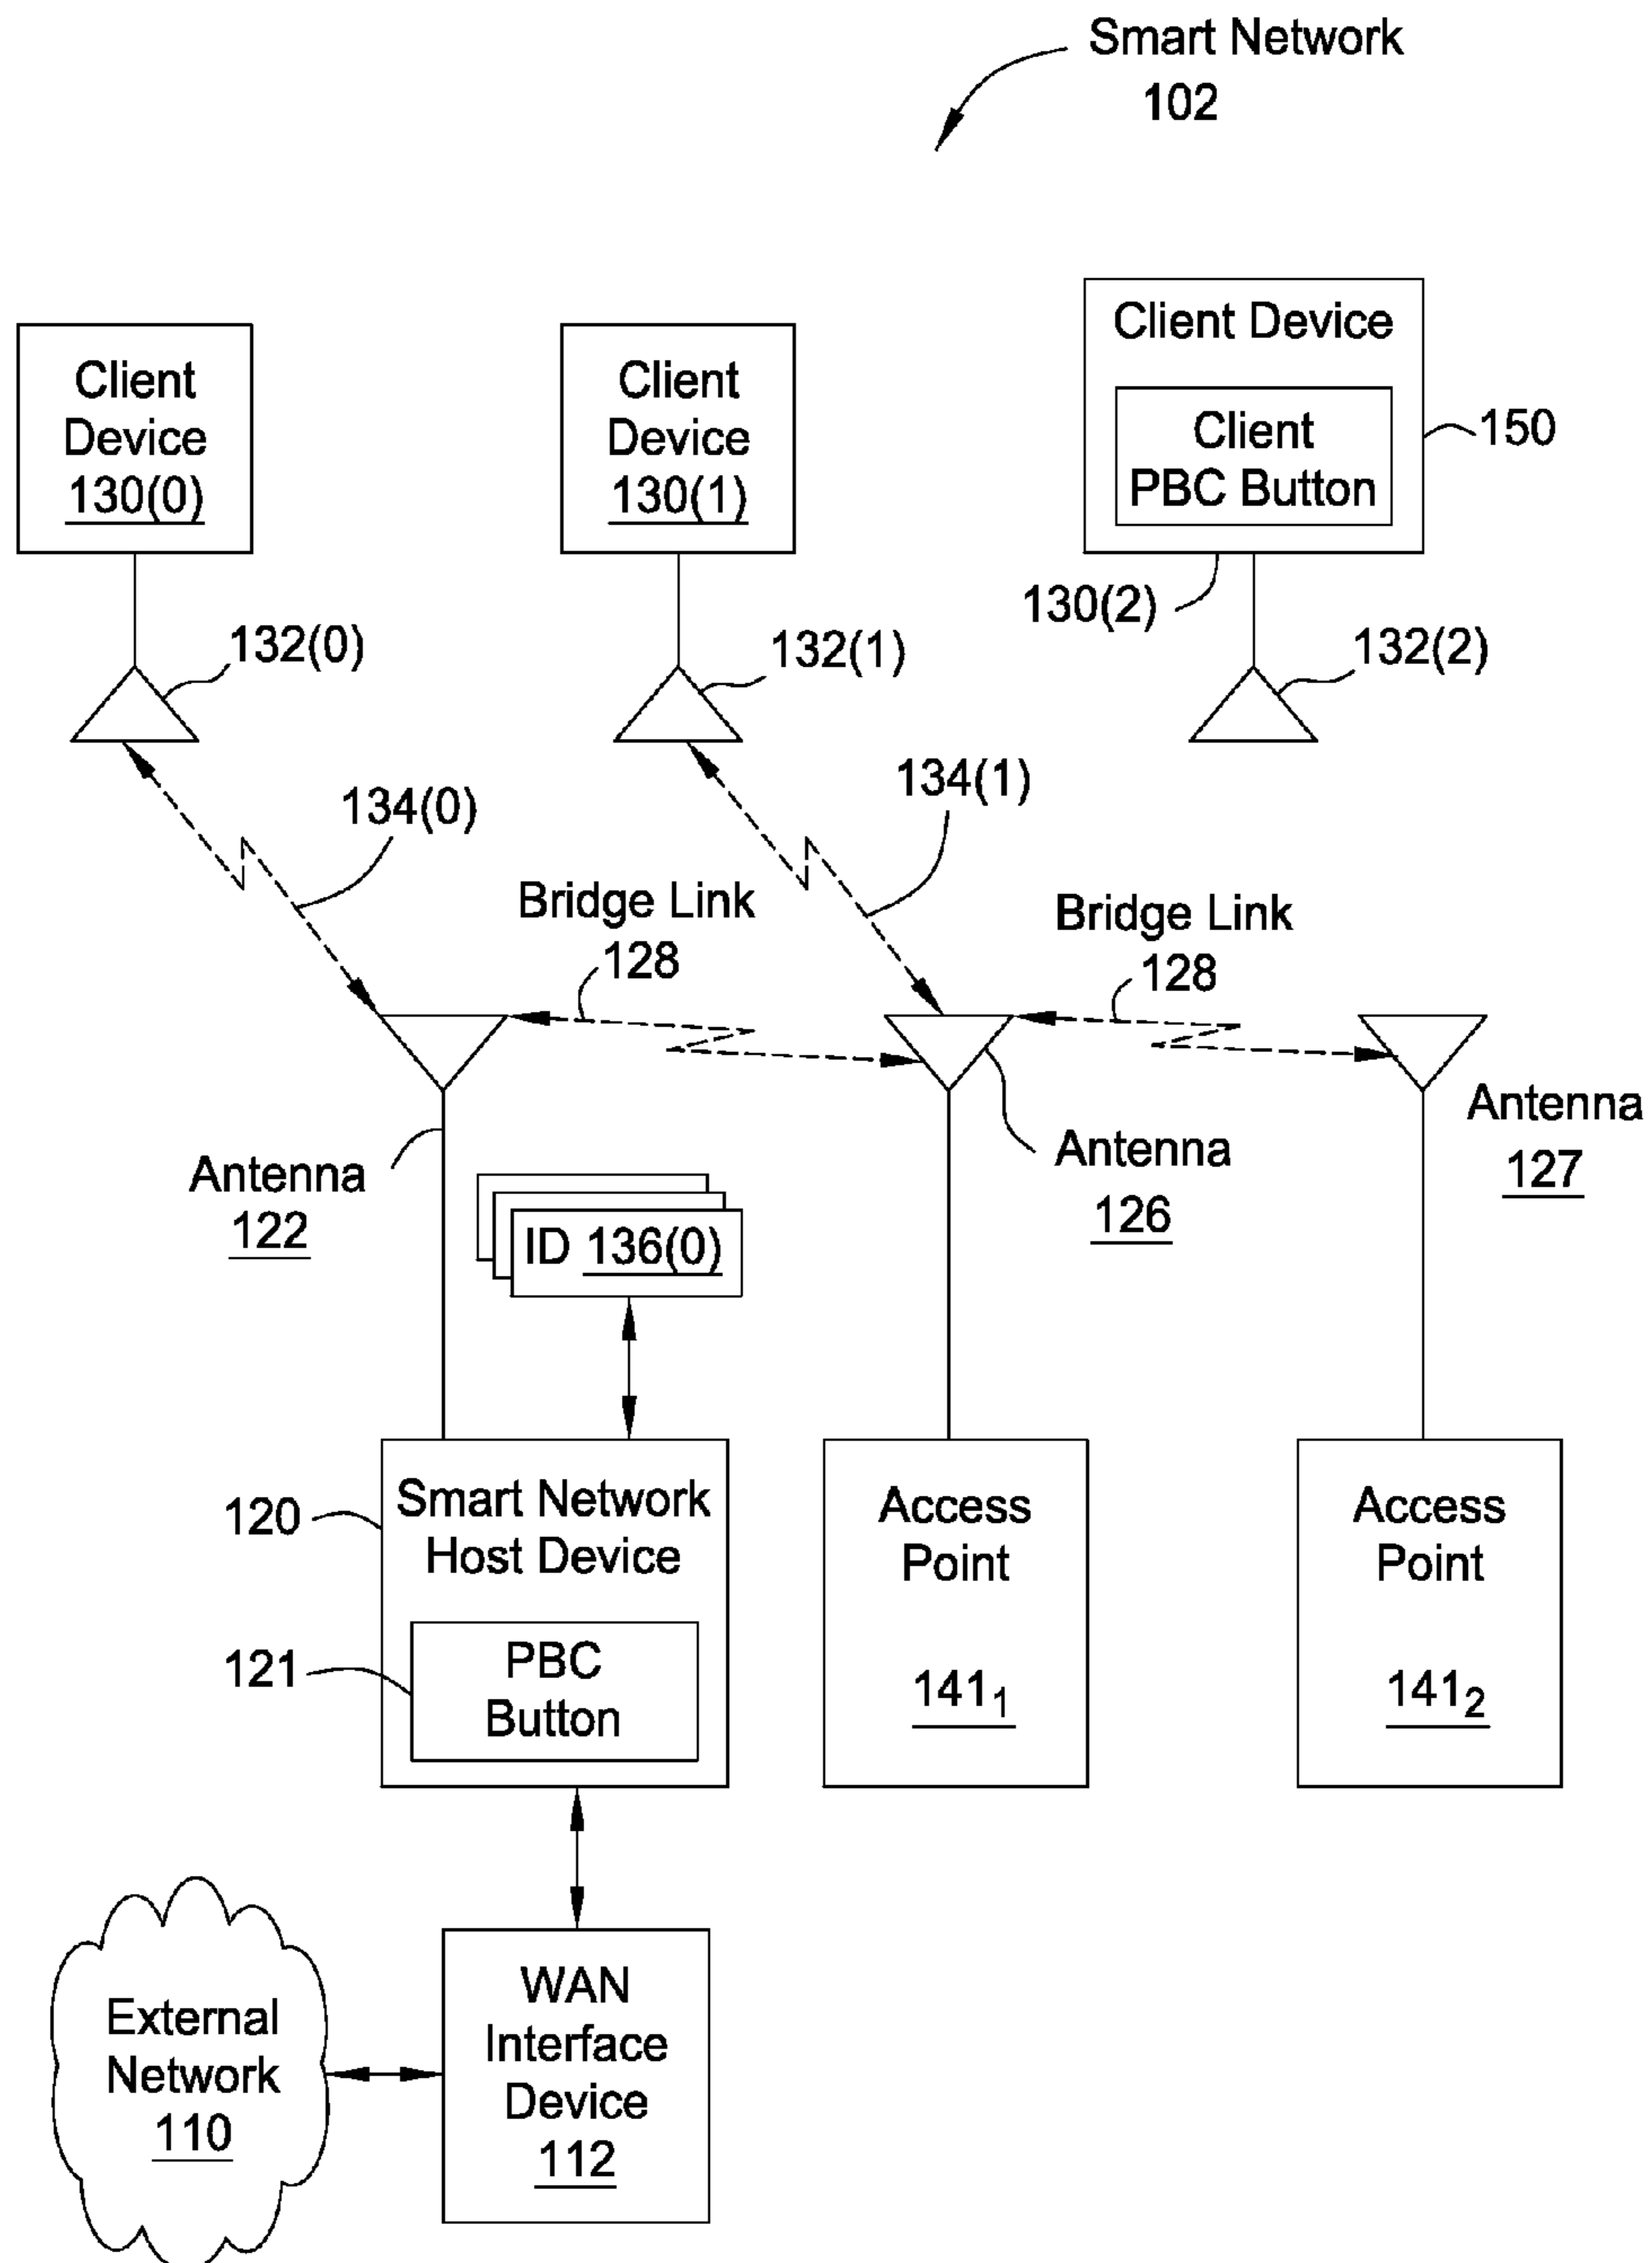 Smart Network
102
Client
Device
130(0)
Client
Device
130(1)
Client Device
Client
PBC Button
150
130(2)
132(0)
132(1)
132(2)
134(0)
134(1)
Bridge Link
128
Bridge Link
128
Antenna
122
ID 136(0)
Antenna
126
Antenna
127
120
Smart Network
Host Device
121
PBC
Button
Access
Point
141₁
Access
Point
141₂
External
Network
110
WAN
Interface
Device
112